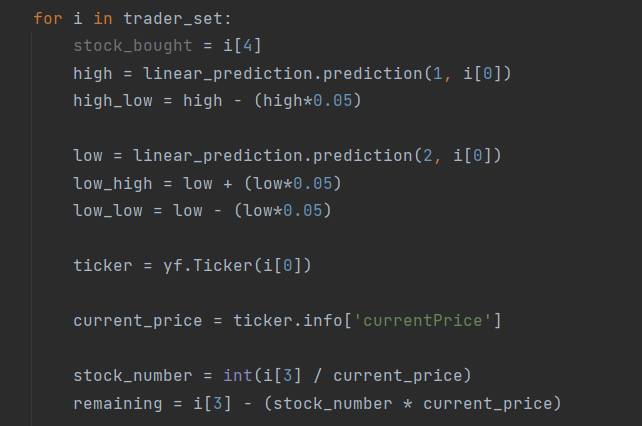 for i in trader_set:
    stock_bought = i[4]
    high = linear_prediction.prediction(1, i[0])
    high_low = high - (high*0.05)

    low = linear_prediction.prediction(2, i[0])
    low_high = low + (low*0.05)
    low_low = low - (low*0.05)

    ticker = yf.Ticker(i[0])

    current_price = ticker.info['currentPrice']

    stock_number = int(i[3] / current_price)
    remaining = i[3] - (stock_number * current_price)